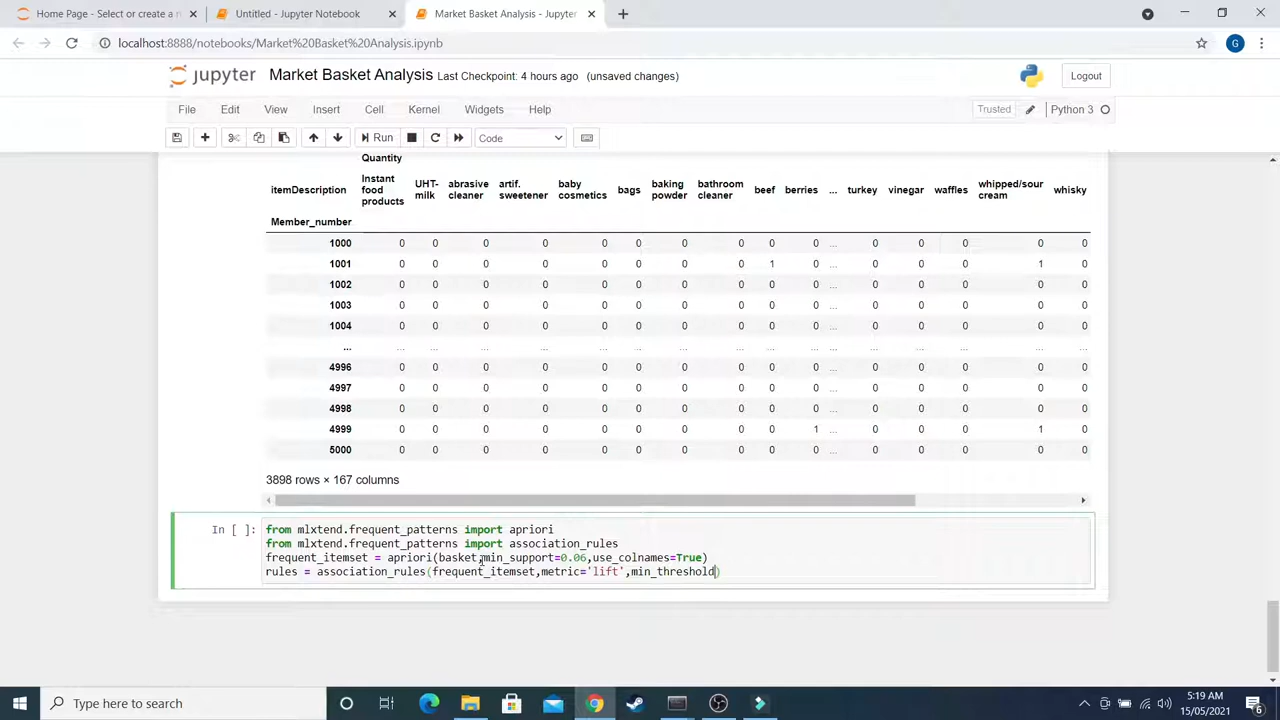 Home Page - Select or create a n
Untitled - Jupyter Notebook
Market Basket Analysis - Jupyter
localhost:8888/notebooks/Market%20Basket%20Analysis.ipynb
G
jupyter Market Basket Analysis Last Checkpoint: 4 hours ago (unsaved changes)
Logout
File Edit View Insert Cell Kernel Widgets Help
Trusted Python 3
Run Code
Quantity
itemDescription Instant food products UHT-milk abrasive cleaner artif. sweetener baby cosmetics bags baking powder bathroom cleaner beef berries ... turkey vinegar waffles whipped/sour cream whisky
Member_number
1000 0 0 0 0 0 0 0 0 0 0 ... 0 0 0 0 0
1001 0 0 0 0 0 0 0 0 1 0 ... 0 0 0 1 0
1002 0 0 0 0 0 0 0 0 0 0 ... 0 0 0 0 0
1003 0 0 0 0 0 0 0 0 0 0 ... 0 0 0 0 0
1004 0 0 0 0 0 0 0 0 0 0 ... 0 0 0 0 0
... ... ... ... ... ... ... ... ... ... ... ... ... ... ... ... ...
4996 0 0 0 0 0 0 0 0 0 0 ... 0 0 0 0 0
4997 0 0 0 0 0 0 0 0 0 0 ... 0 0 0 0 0
4998 0 0 0 0 0 0 0 0 0 0 ... 0 0 0 0 0
4999 0 0 0 0 0 0 0 0 0 1 ... 0 0 0 1 0
5000 0 0 0 0 0 0 0 0 0 0 ... 0 0 0 0 0
3898 rows × 167 columns
In [ ]: from mlxtend.frequent_patterns import apriori
from mlxtend.frequent_patterns import association_rules
frequent_itemset = apriori(basket,min_support=0.06,use_colnames=True)
rules = association_rules(frequent_itemset,metric='lift',min_threshold)
Type here to search
5:19 AM
15/05/2021
6